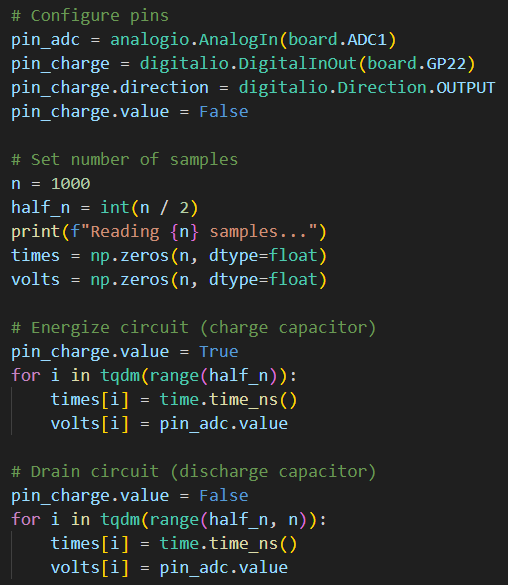 # Configure pins
pin_adc = analogio.AnalogIn(board.ADC1)
pin_charge = digitalio.DigitalInOut(board.GP22)
pin_charge.direction = digitalio.Direction.OUTPUT
pin_charge.value = False

# Set number of samples
n = 1000
half_n = int(n / 2)
print(f"Reading {n} samples...")
times = np.zeros(n, dtype=float)
volts = np.zeros(n, dtype=float)

# Energize circuit (charge capacitor)
pin_charge.value = True
for i in tqdm(range(half_n)):
    times[i] = time.time_ns()
    volts[i] = pin_adc.value

# Drain circuit (discharge capacitor)
pin_charge.value = False
for i in tqdm(range(half_n, n)):
    times[i] = time.time_ns()
    volts[i] = pin_adc.value